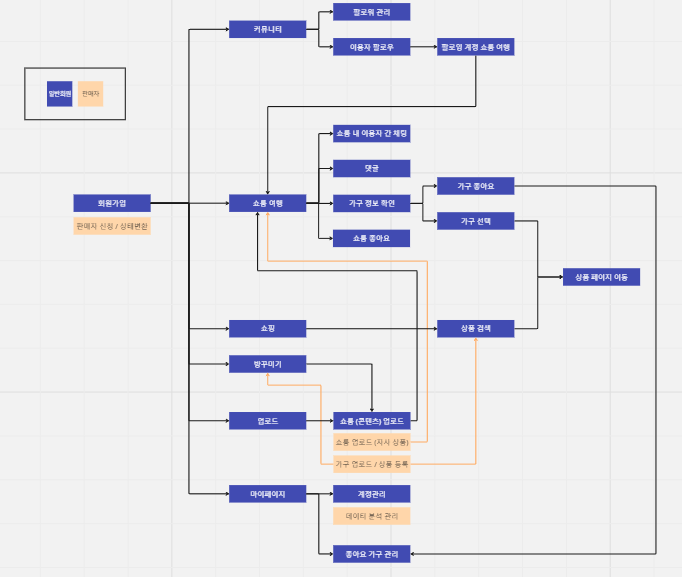 커뮤니티
팔로워 관리
이용자 팔로우
팔로잉 계정 쇼룸 여행
일반회원
판매자
쇼룸 내 이용자 간 채팅
댓글
회원가입
판매자 신청 / 상태변환
쇼룸 여행
가구 정보 확인
가구 좋아요
가구 선택
쇼룸 좋아요
상품 페이지 이동
쇼핑
상품 검색
방꾸미기
업로드
쇼룸 (콘텐츠) 업로드
쇼룸 업로드 (자사 상품)
가구 업로드 / 상품 등록
마이페이지
계정관리
데이터 분석 관리
좋아요 가구 관리